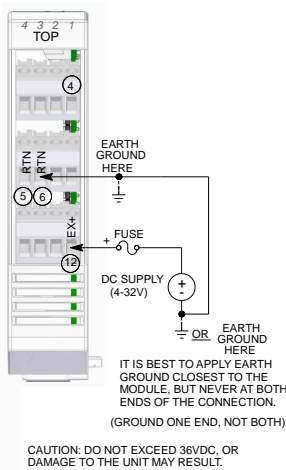 4 3 2 1
TOP
4
EARTH
GROUND
HERE
RTN
RTN
5 6
EX+
+ FUSE
12
DC SUPPLY
(4-32V)
+
-
OR EARTH
GROUND
HERE
IT IS BEST TO APPLY EARTH
GROUND CLOSEST TO THE
MODULE, BUT NEVER AT BOTH
ENDS OF THE CONNECTION.
(GROUND ONE END, NOT BOTH)
CAUTION: DO NOT EXCEED 36VDC, OR
DAMAGE TO THE UNIT MAY RESULT.